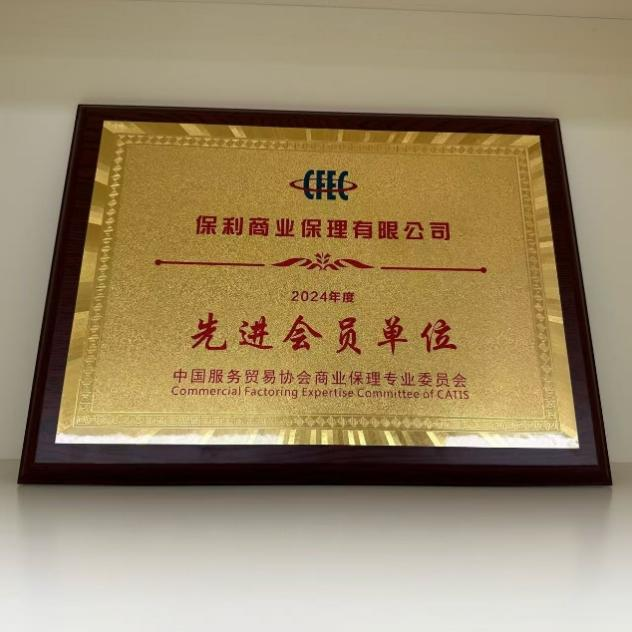 CFEC
保利商业保理有限公司
2024年度
先进会员单位
中国服务贸易协会商业保理专业委员会
Commercial Factoring Expertise Committee of CATIS